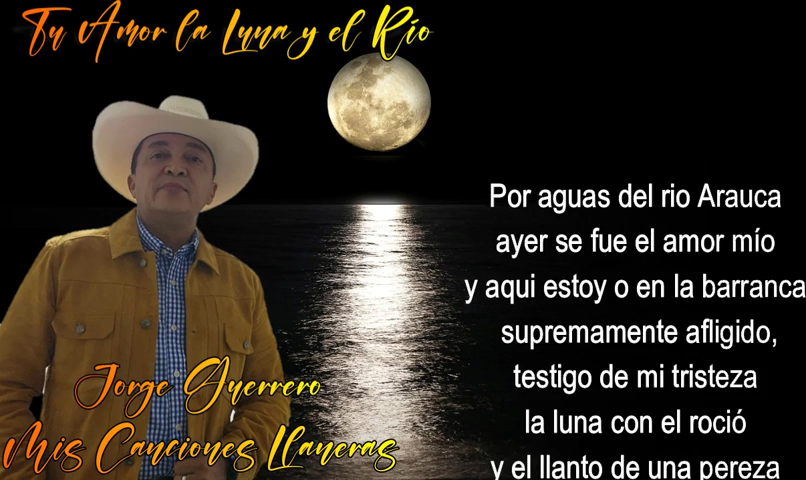 Tu Amor la Luna y el Río
Por aguas del rio Arauca
ayer se fue el amor mío
y aqui estoy o en la barranca
supremamente afligido,
testigo de mi tristeza
la luna con el roció
y el llanto de una pereza
Jorge Guerrero
Mis Canciones Llaneras